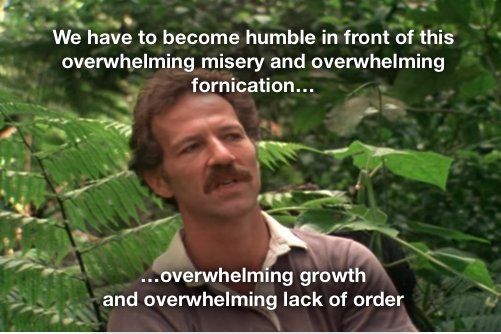 We have to become humble in front of this
overwhelming misery and overwhelming
fornication...
...overwhelming growth
and overwhelming lack of order